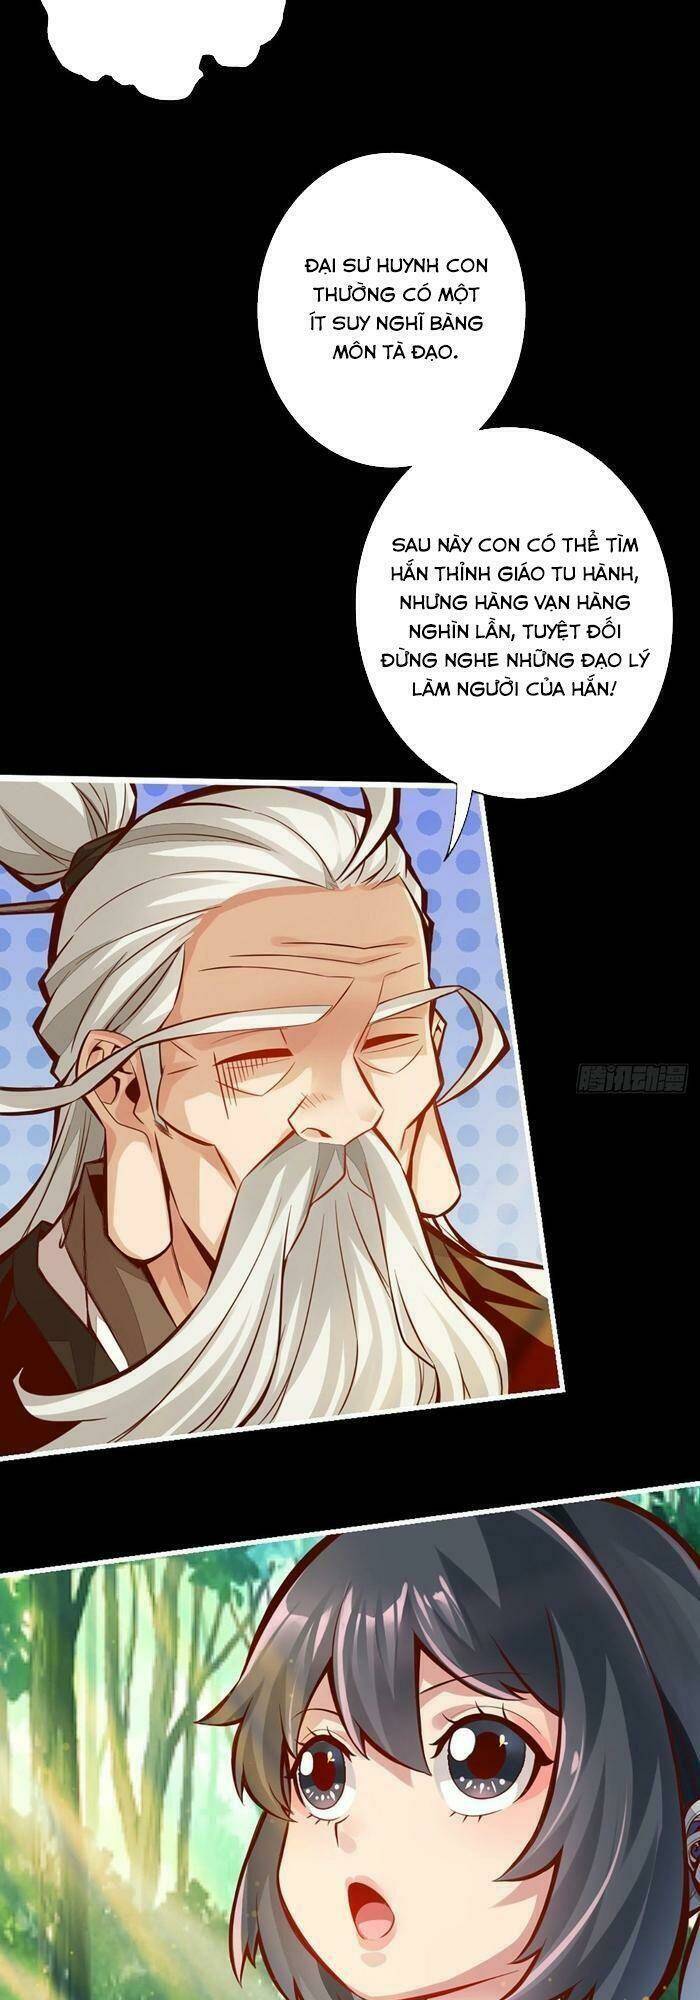 ĐẠI SƯ HUYNH CON
THƯỜNG CÓ MỘT
ÍT SUY NGHĨ BÀNG
MÔN TÀ ĐẠO.
SAU NÀY CON CÓ THỂ TÌM
HẮN THỈNH GIÁO TU HÀNH,
NHƯNG HÀNG VẠN HÀNG
NGHÌN LẦN, TUYỆT ĐỐI
ĐỪNG NGHE NHỮNG ĐẠO LÝ
LÀM NGƯỜI CỦA HẮN!
腾讯动漫